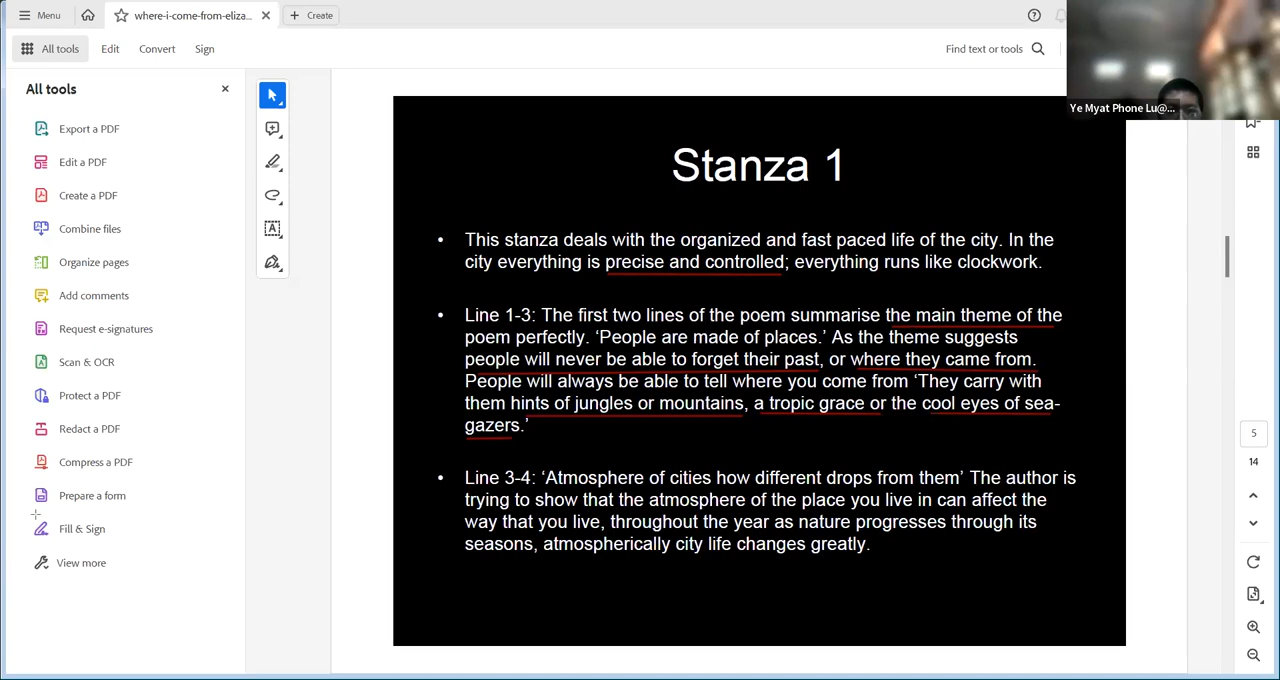 Menu
where-i-come-from-eliza...
Create
All tools
Edit
Convert
Sign
Find text or tools
Ye Myat Phone Lu@...
All tools
Export a PDF
Edit a PDF
Create a PDF
Combine files
Organize pages
Add comments
Request e-signatures
Scan & OCR
Protect a PDF
Redact a PDF
Compress a PDF
Prepare a form
Fill & Sign
View more
Stanza 1
• This stanza deals with the organized and fast paced life of the city. In the
city everything is precise and controlled; everything runs like clockwork.
• Line 1-3: The first two lines of the poem summarise the main theme of the
poem perfectly. ‘People are made of places.’ As the theme suggests
people will never be able to forget their past, or where they came from.
People will always be able to tell where you come from ‘They carry with
them hints of jungles or mountains, a tropic grace or the cool eyes of sea-
gazers.’
• Line 3-4: ‘Atmosphere of cities how different drops from them’ The author is
trying to show that the atmosphere of the place you live in can affect the
way that you live, throughout the year as nature progresses through its
seasons, atmospherically city life changes greatly.
5
14